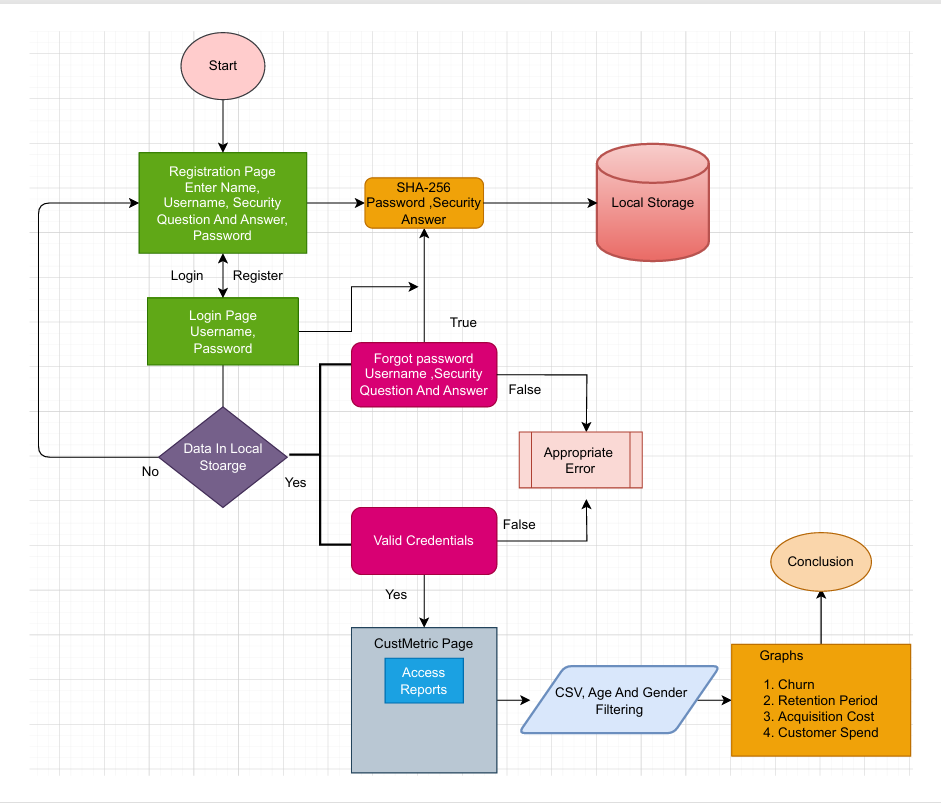 Start
Registration Page
Enter Name,
Username, Security
Question And Answer,
Password
SHA-256
Password ,Security
Answer
Local Storage
Login
Register
Login Page
Username,
Password
True
Forgot password
Username ,Security
Question And Answer
False
Data In Local
Stoarge
No
Yes
Appropriate
Error
False
Valid Credentials
Yes
Conclusion
CustMetric Page
Access
Reports
CSV, Age And Gender
Filtering
Graphs
1. Churn
2. Retention Period
3. Acquisition Cost
4. Customer Spend